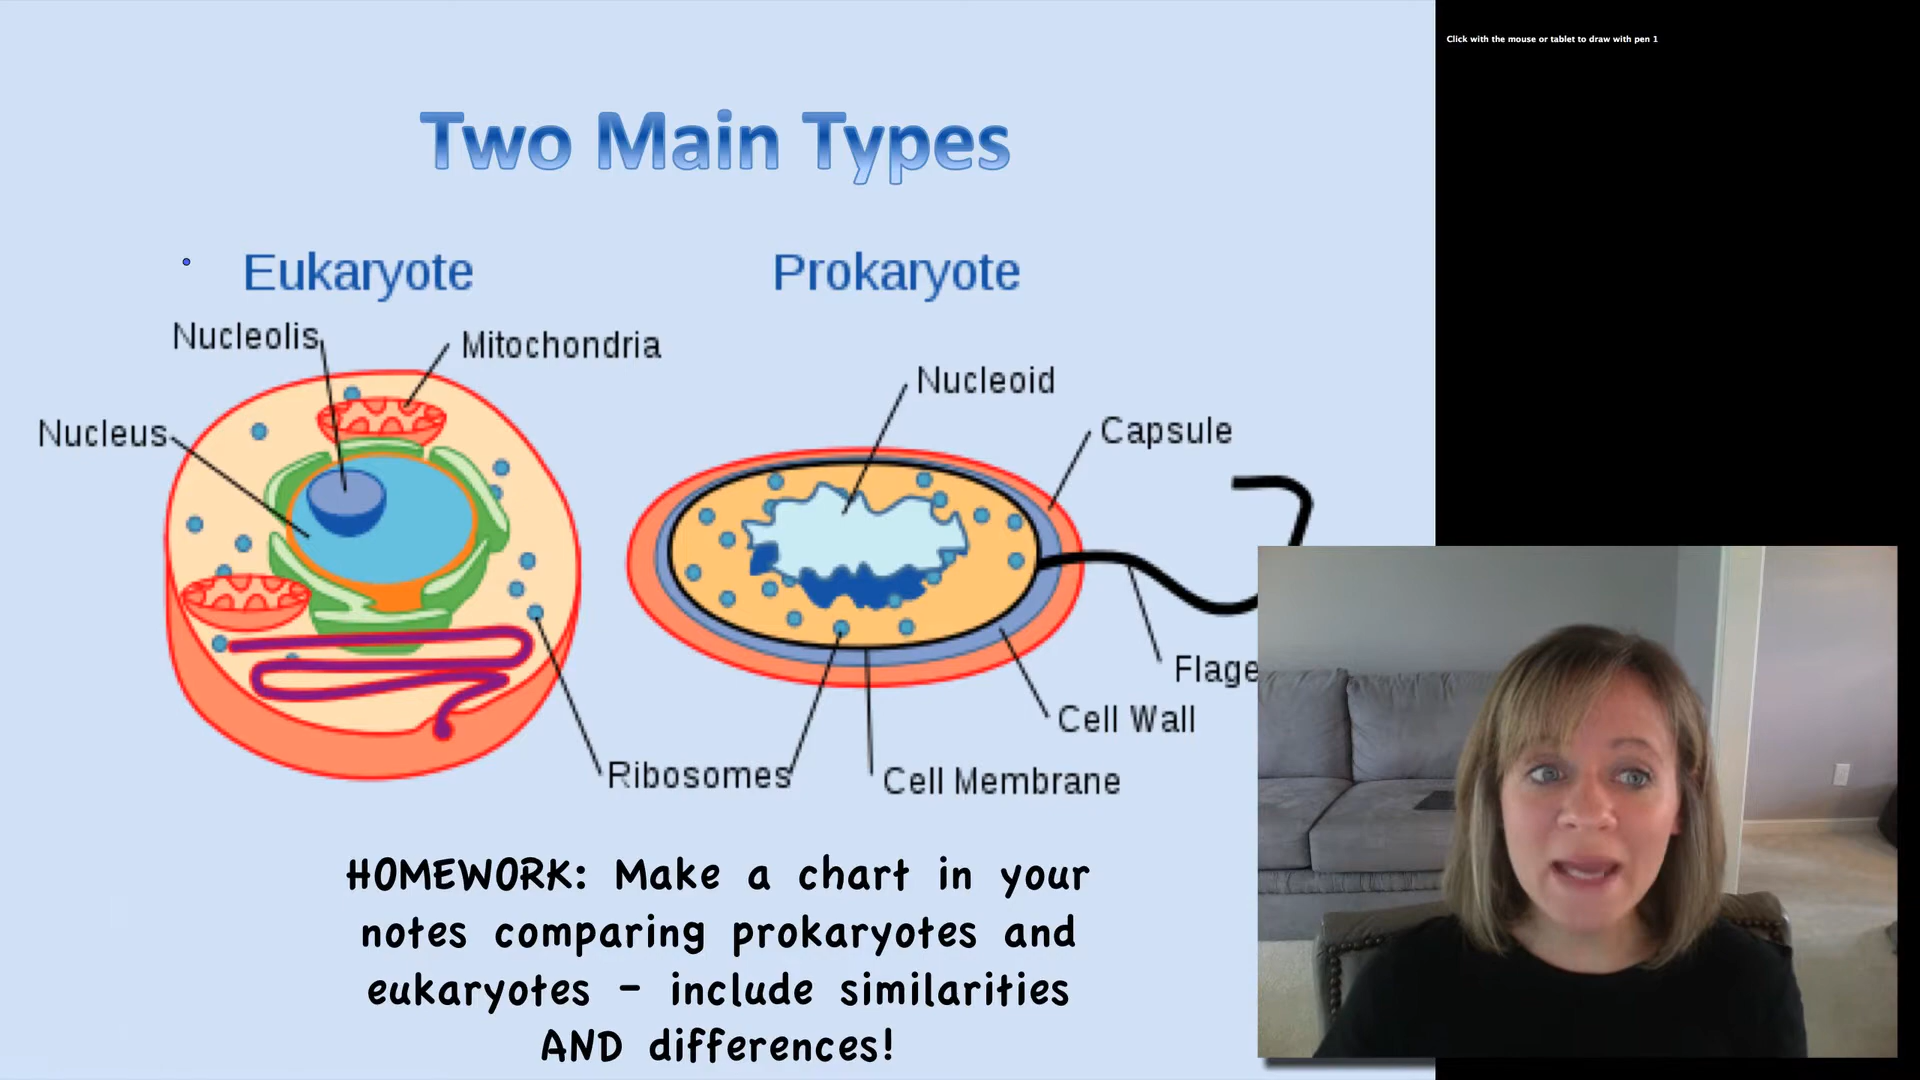 Click with the mouse or tablet to draw with pen 1
Two Main Types
Eukaryote
Prokaryote
Nucleolis
Mitochondria
Nucleoid
Capsule
Nucleus
Flage
Cell Wall
Ribosomes
Cell Membrane
HOMEWORK: Make a chart in your
notes comparing prokaryotes and
eukaryotes - include similarities
AND differences!